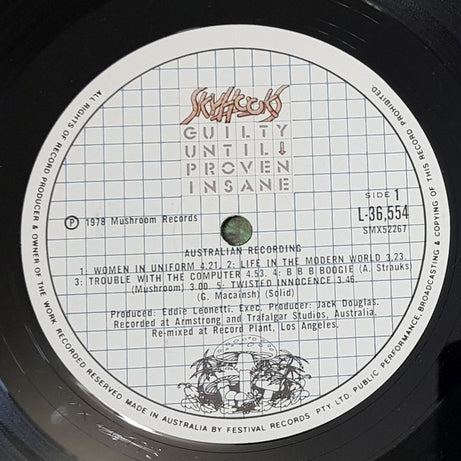 SKYHOOKS
GUILTY
UNTIL
PROVEN
INSANE
SIDE 1
L-36,554
SMX52267
Ⓟ 1978 Mushroom Records
AUSTRALIAN RECORDING
1: WOMEN IN UNIFORM 4.21, 2: LIFE IN THE MODERN WORLD 3.23.
3: TROUBLE WITH THE COMPUTER 4.53. 4: B B B BOOGIE (A. Strauks)
(Mushroom) 3.00 5: TWISTED INNOCENCE 3.46
(G. Macainsh) (Solid)
Produced: Eddie Leonetti. Exec. Producer: Jack Douglas.
Recorded at Armstrong and Trafalgar Studios, Australia.
Re-mixed at Record Plant, Los Angeles.
ALL RIGHTS OF RECORD PRODUCER & OWNER OF THE WORK RECORDED RESERVED MADE IN AUSTRALIA BY FESTIVAL RECORDS PTY. LTD. PUBLIC PERFORMANCE, BROADCASTING & COPYING OF THIS RECORD PROHIBITED